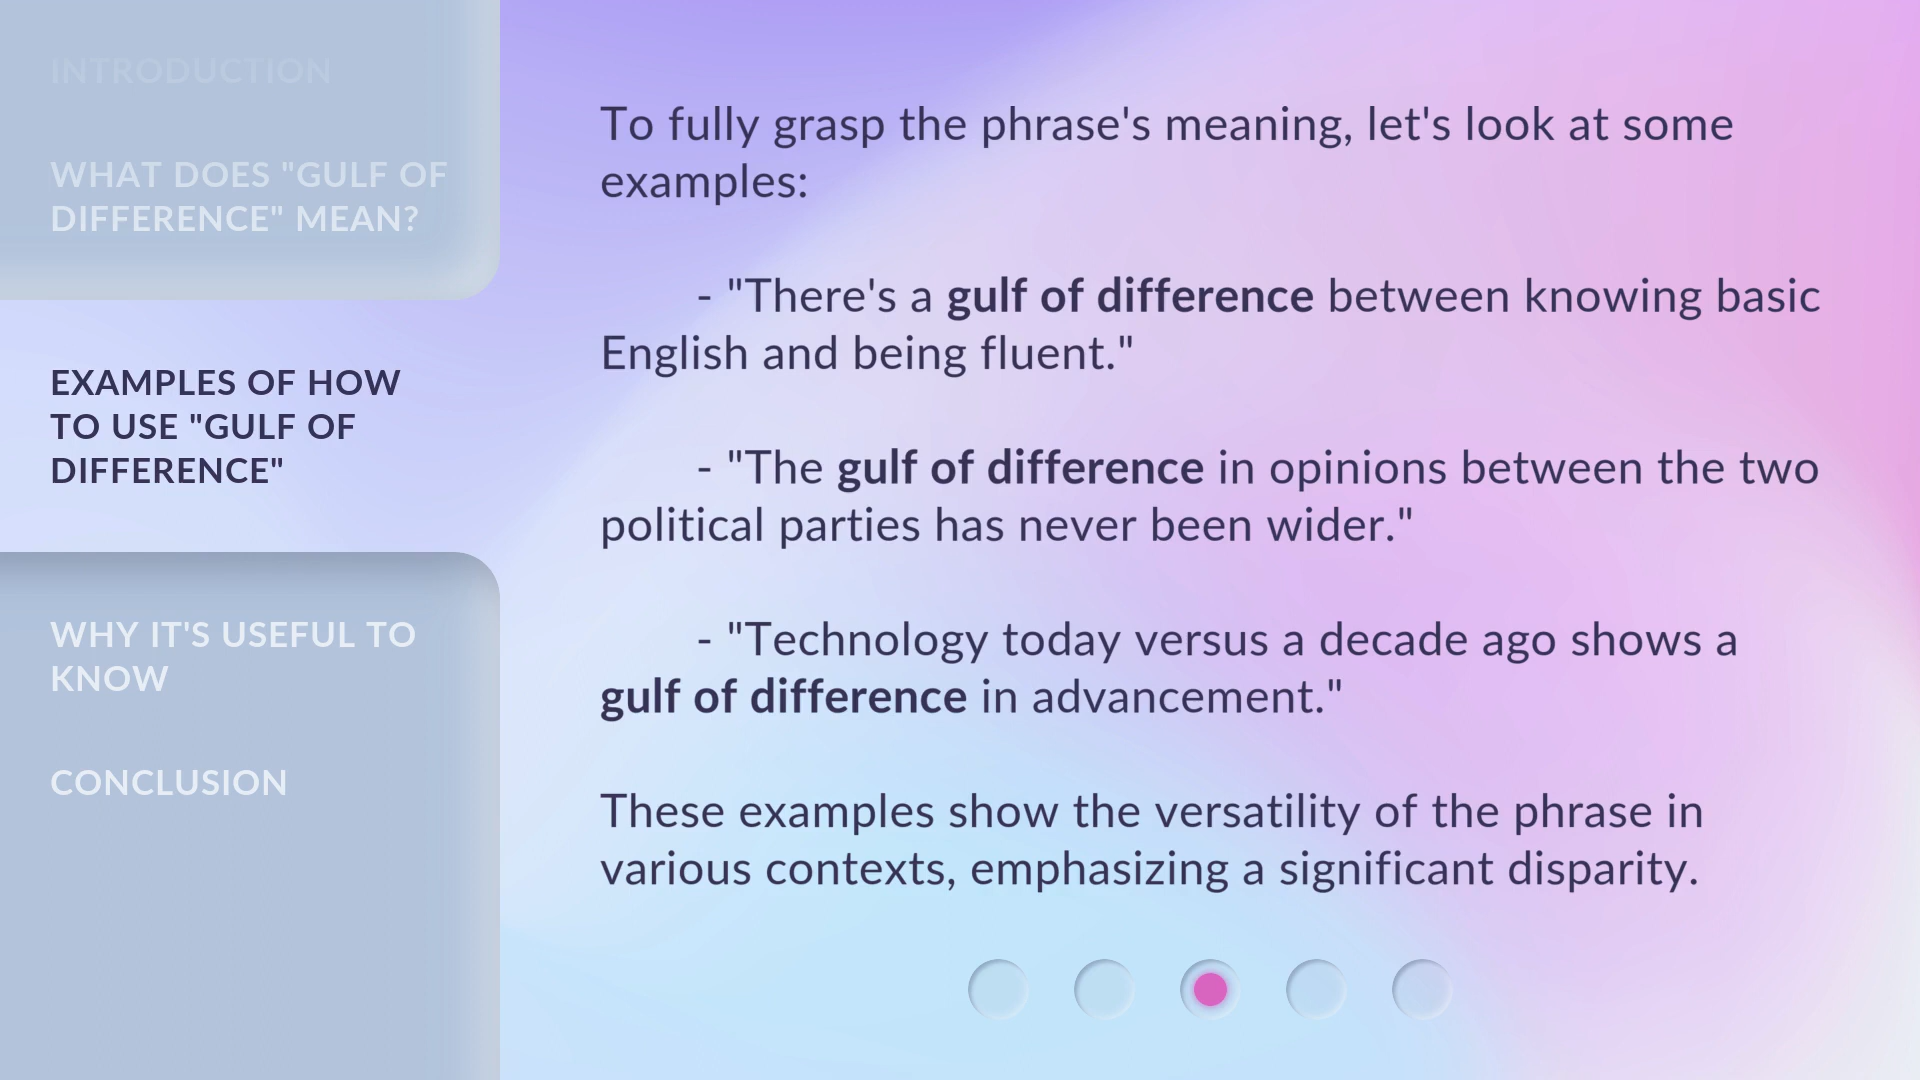 INTRODUCTION
WHAT DOES "GULF OF
DIFFERENCE" MEAN?
EXAMPLES OF HOW
TO USE "GULF OF
DIFFERENCE"
WHY IT'S USEFUL TO
KNOW
CONCLUSION
To fully grasp the phrase's meaning, let's look at some
examples:
- "There's a gulf of difference between knowing basic
English and being fluent."
- "The gulf of difference in opinions between the two
political parties has never been wider."
- "Technology today versus a decade ago shows a
gulf of difference in advancement."
These examples show the versatility of the phrase in
various contexts, emphasizing a significant disparity.